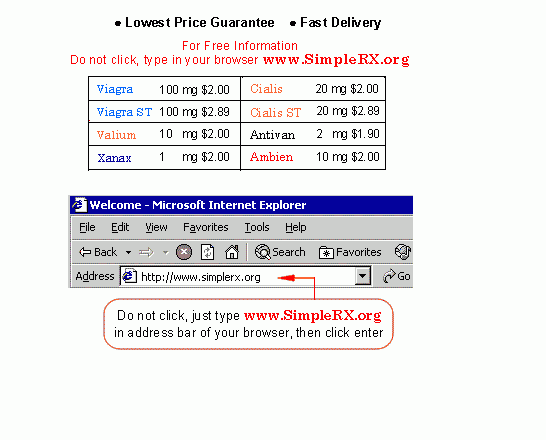 ● Lowest Price Guarantee ● Fast Delivery
For Free Information
Do not click, type in your browser www.SimpleRX.org
Viagra 100 mg $2.00 Cialis 20 mg $2.00
Viagra ST 100 mg $2.89 Cialis ST 20 mg $2.89
Valium 10 mg $2.00 Antivan 2 mg $1.90
Xanax 1 mg $2.00 Ambien 10 mg $2.00
Welcome - Microsoft Internet Explorer
File Edit View Favorites Tools Help
Back Search Favorites
Address http://www.simplerx.org Go
Do not click, just type www.SimpleRX.org
in address bar of your browser, then click enter